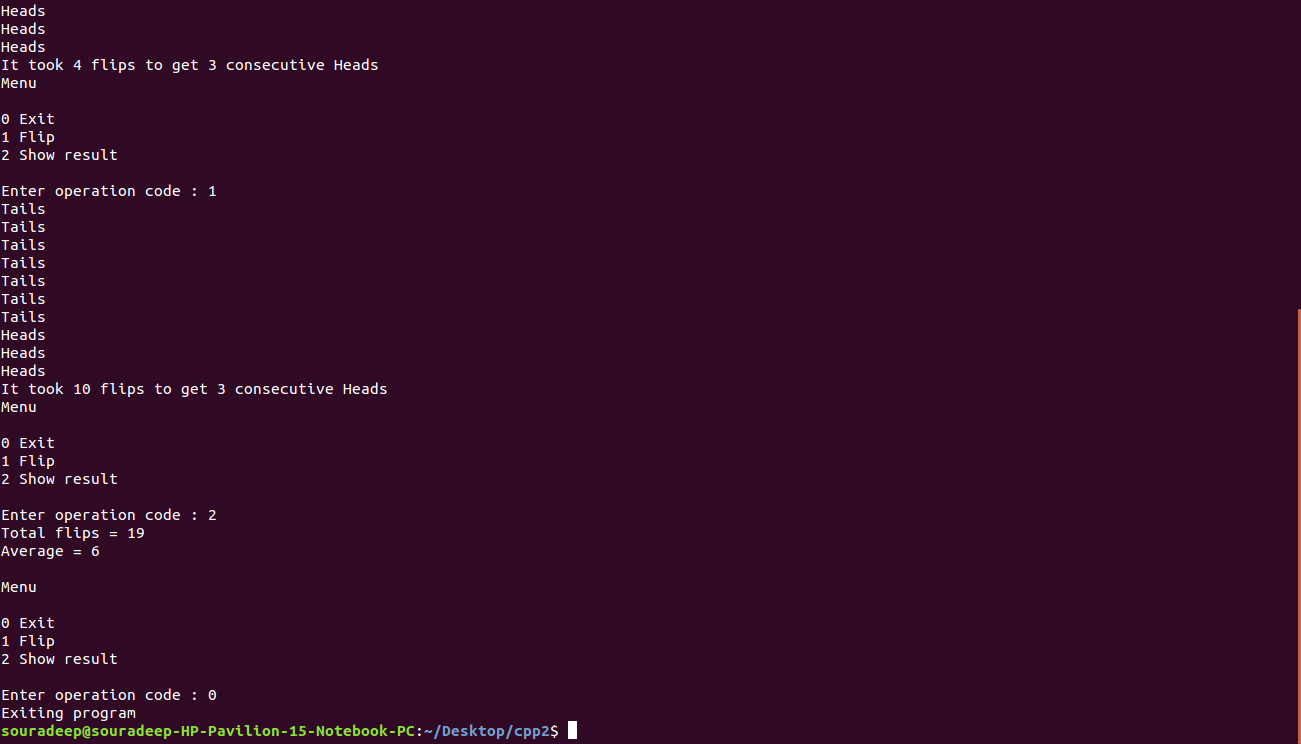 Heads
Heads
Heads
It took 4 flips to get 3 consecutive Heads
Menu
0 Exit
1 Flip
2 Show result
Enter operation code : 1
Tails
Tails
Tails
Tails
Tails
Tails
Tails
Heads
Heads
Heads
It took 10 flips to get 3 consecutive Heads
Menu
0 Exit
1 Flip
2 Show result
Enter operation code : 2
Total flips = 19
Average = 6
Menu
0 Exit
1 Flip
2 Show result
Enter operation code : 0
Exiting program
souradeep@souradeep-HP-Pavilion-15-Notebook-PC:~/Desktop/cpp2$